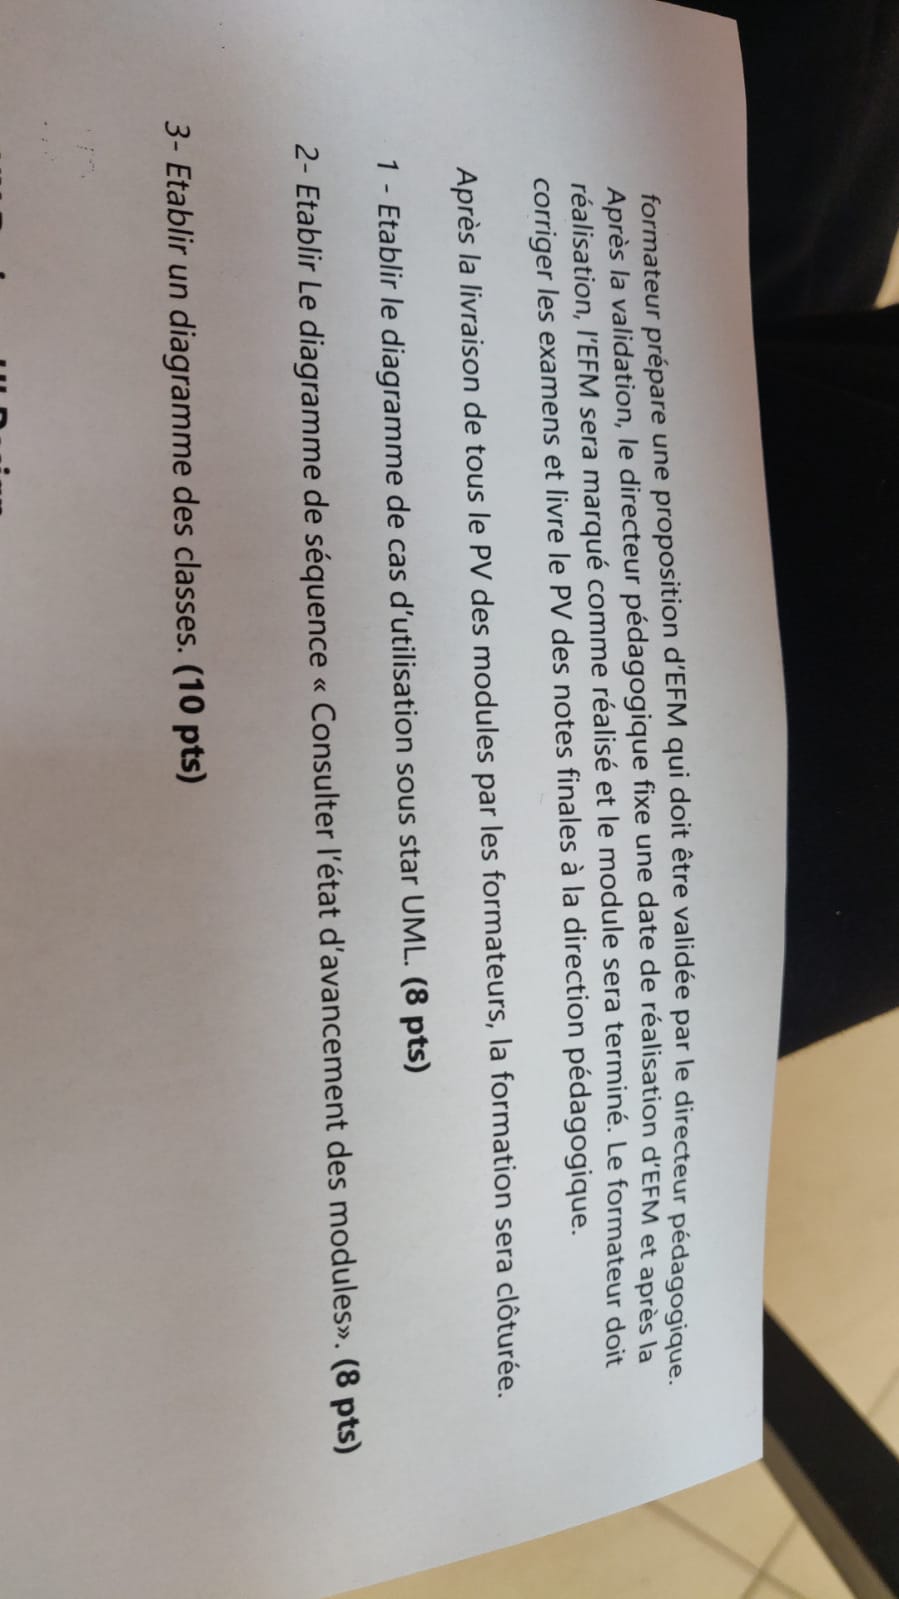 formateur prépare une proposition d'EFM qui doit être validée par le directeur pédagogique.
Après la validation, le directeur pédagogique fixe une date de réalisation d'EFM et après la
réalisation, l'EFM sera marqué comme réalisé et le module sera terminé. Le formateur doit
corriger les examens et livre le PV des notes finales à la direction pédagogique.
Après la livraison de tous le PV des modules par les formateurs, la formation sera clôturée.
1 - Etablir le diagramme de cas d'utilisation sous star UML. (8 pts)
2- Etablir Le diagramme de séquence « Consulter l'état d'avancement des modules». (8 pts)
3- Etablir un diagramme des classes. (10 pts)